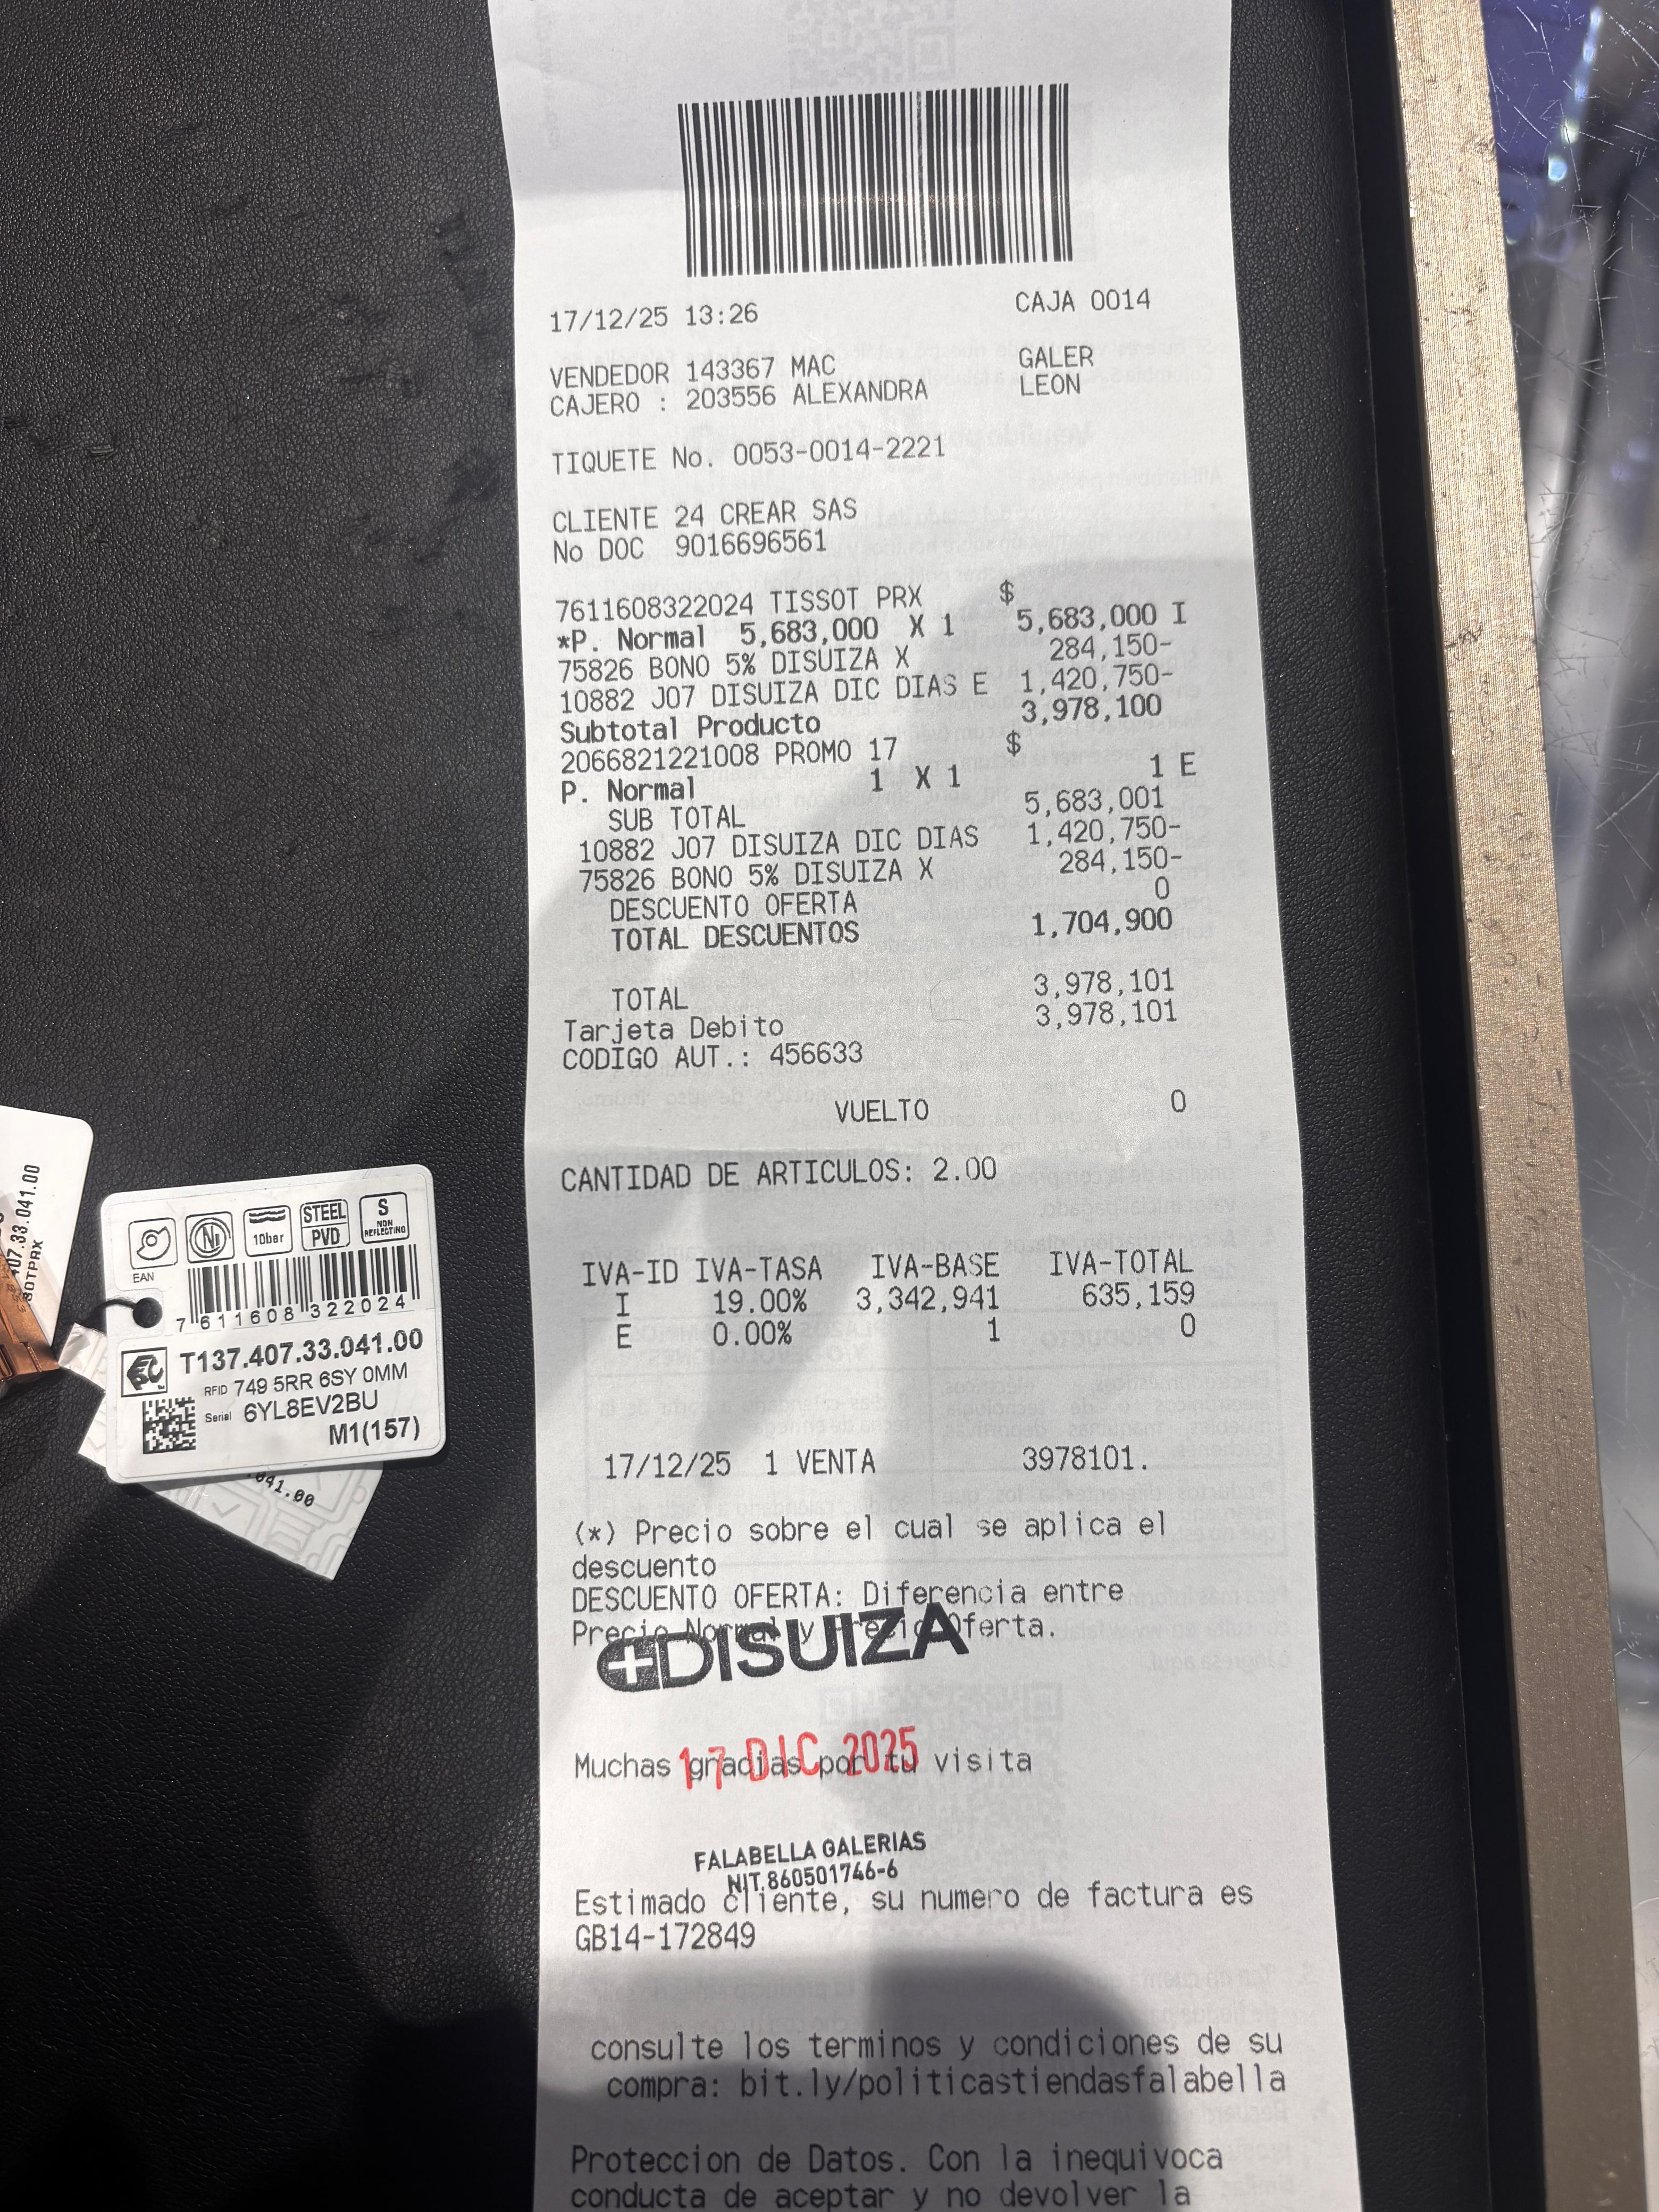 17/12/25 13:26 CAJA 0014
VENDEDOR 143367 MAC GALER
CAJERO : 203556 ALEXANDRA LEON
TIQUETE No. 0053-0014-2221
CLIENTE 24 CREAR SAS
No DOC 9016696561
7611608322024 TISSOT PRX $
*P. Normal 5,683,000 X 1 5,683,000 I
75826 BONO 5% DISUIZA X 284,150-
10882 J07 DISUIZA DIC DIAS E 1,420,750-
Subtotal Producto 3,978,100
2066821221008 PROMO 17 $
P. Normal 1 X 1 1 E
SUB TOTAL 5,683,001
10882 J07 DISUIZA DIC DIAS 1,420,750-
75826 BONO 5% DISUIZA X 284,150-
DESCUENTO OFERTA 0
TOTAL DESCUENTOS 1,704,900
TOTAL 3,978,101
Tarjeta Debito 3,978,101
CODIGO AUT.: 456633
VUELTO 0
CANTIDAD DE ARTICULOS: 2.00
IVA-ID IVA-TASA IVA-BASE IVA-TOTAL
I 19.00% 3,342,941 635,159
E 0.00% 1 0
17/12/25 1 VENTA 3978101.
(*) Precio sobre el cual se aplica el
descuento
DESCUENTO OFERTA: Diferencia entre
Precio Normal y Precio Oferta.
DISUIZA
Muchas gracias por tu visita
17 DIC 2025
FALABELLA GALERIAS
NIT.860501746-6
Estimado cliente, su numero de factura es
GB14-172849
consulte los terminos y condiciones de su
compra: bit.ly/politicastiendasfalabella
Proteccion de Datos. Con la inequivoca
conducta de aceptar y no devolver la
10bar
STEEL
PVD
S
NON
REFLECTING
EAN
7 611608 322024
T137.407.33.041.00
RFID 749 5RR 6SY 0MM
Serial 6YL8EV2BU
M1(157)
407.33.041.00
80TPRX
.041.00